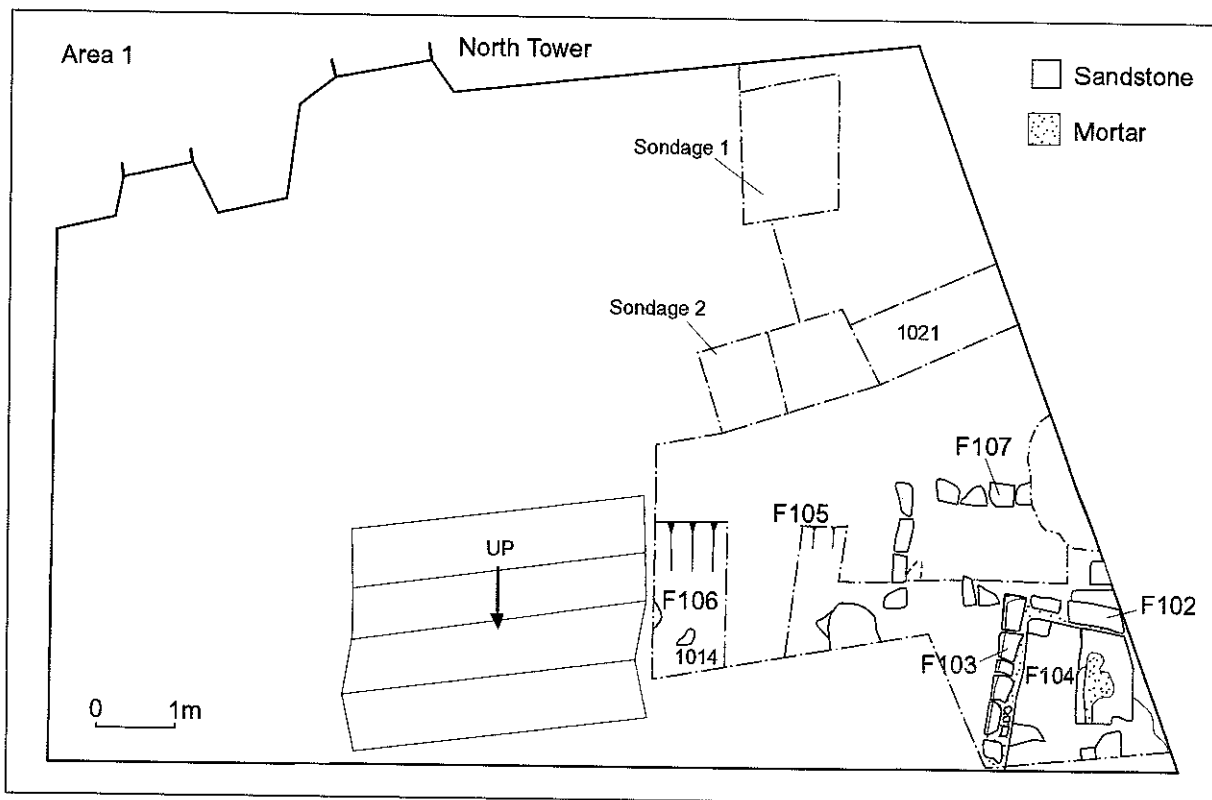 Area 1
North Tower
Sandstone
Mortar
Sondage 1
Sondage 2
1021
F107
F105
UP
F106
F102
1014
F103
F104
0 1m